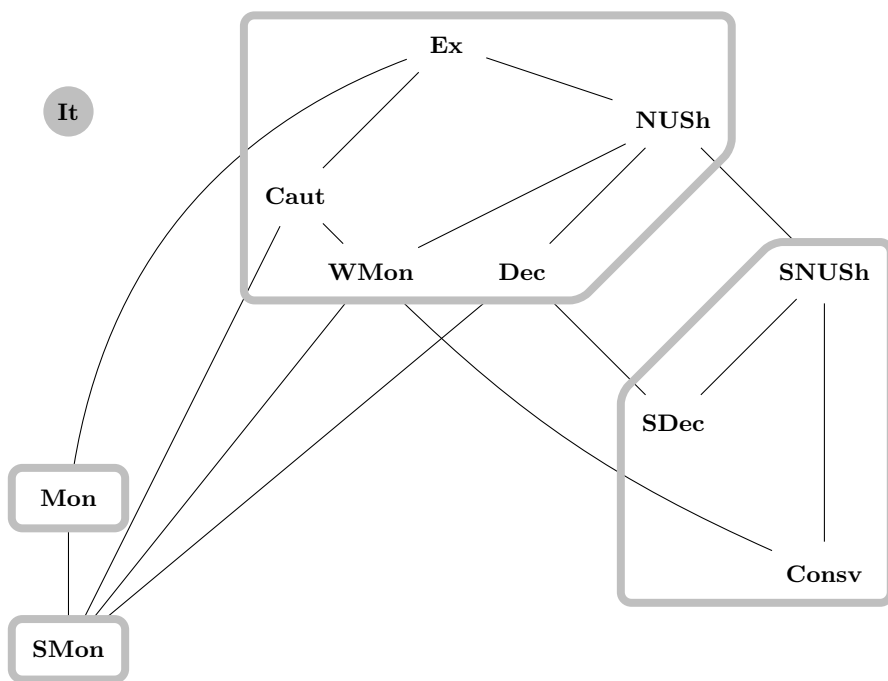 Ex
It
NUSh
Caut
WMon
Dec
SNUSh
SDec
Mon
Consv
SMon